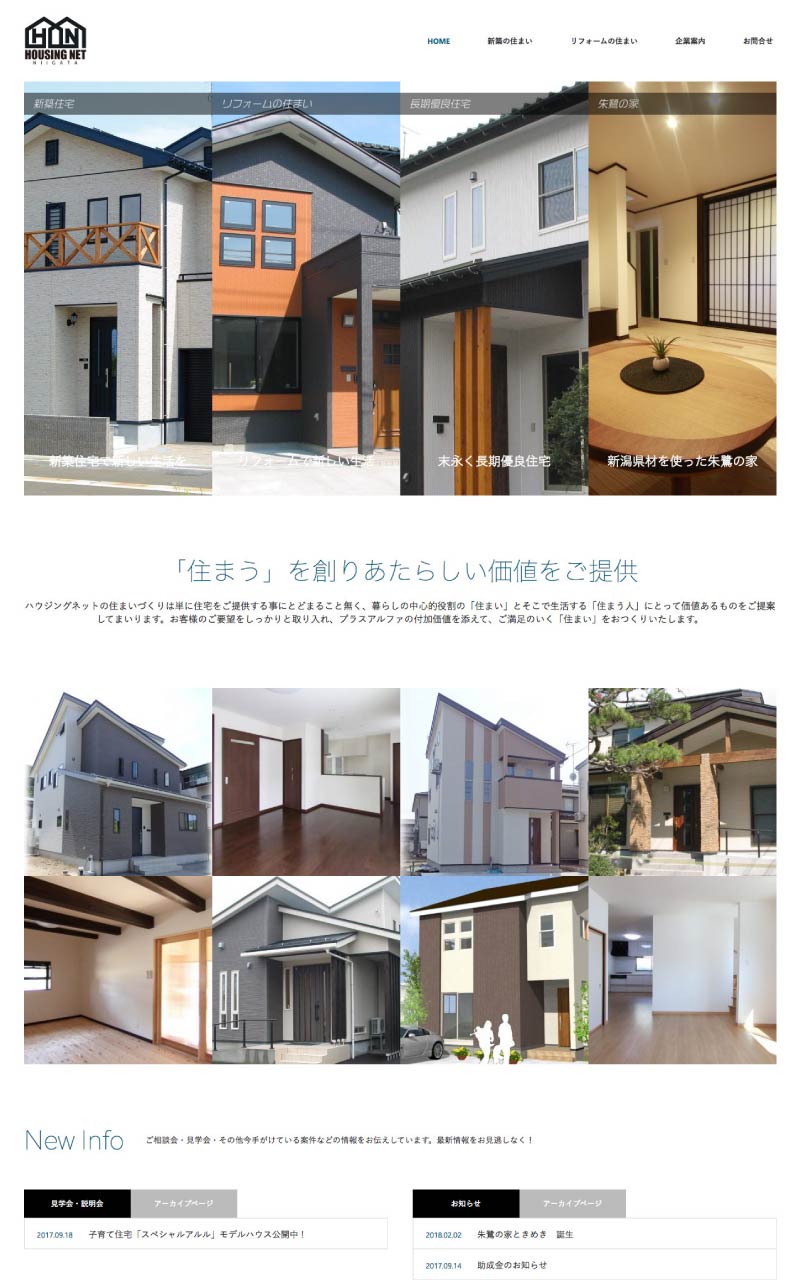 HN
HOUSING NET
NIIGATA
HOME 新築の住まい リフォームの住まい 企業案内 お問合せ
新築住宅 リフォームの住まい 長期優良住宅 朱鷺の家
新築住宅で新しい生活を リフォームで新しい生活 末永く長期優良住宅 新潟県材を使った朱鷺の家
「住まう」を創りあたらしい価値をご提供
ハウジングネットの住まいづくりは単に住宅をご提供する事にとどまること無く、暮らしの中心的役割の「住まい」とそこで生活する「住まう人」にとって価値あるものをご提案
してまいります。お客様のご要望をしっかりと取り入れ、プラスアルファの付加価値を添えて、ご満足のいく「住まい」をおつくりいたします。
New Info ご相談会・見学会・その他今手がけている案件などの情報をお伝えしています。最新情報をお見逃しなく！
見学会・説明会 アーカイブページ
2017.09.18 子育て住宅「スペシャルアルル」モデルハウス公開中！
お知らせ アーカイブページ
2018.02.02 朱鷺の家ときめき 誕生
2017.09.14 助成金のお知らせ